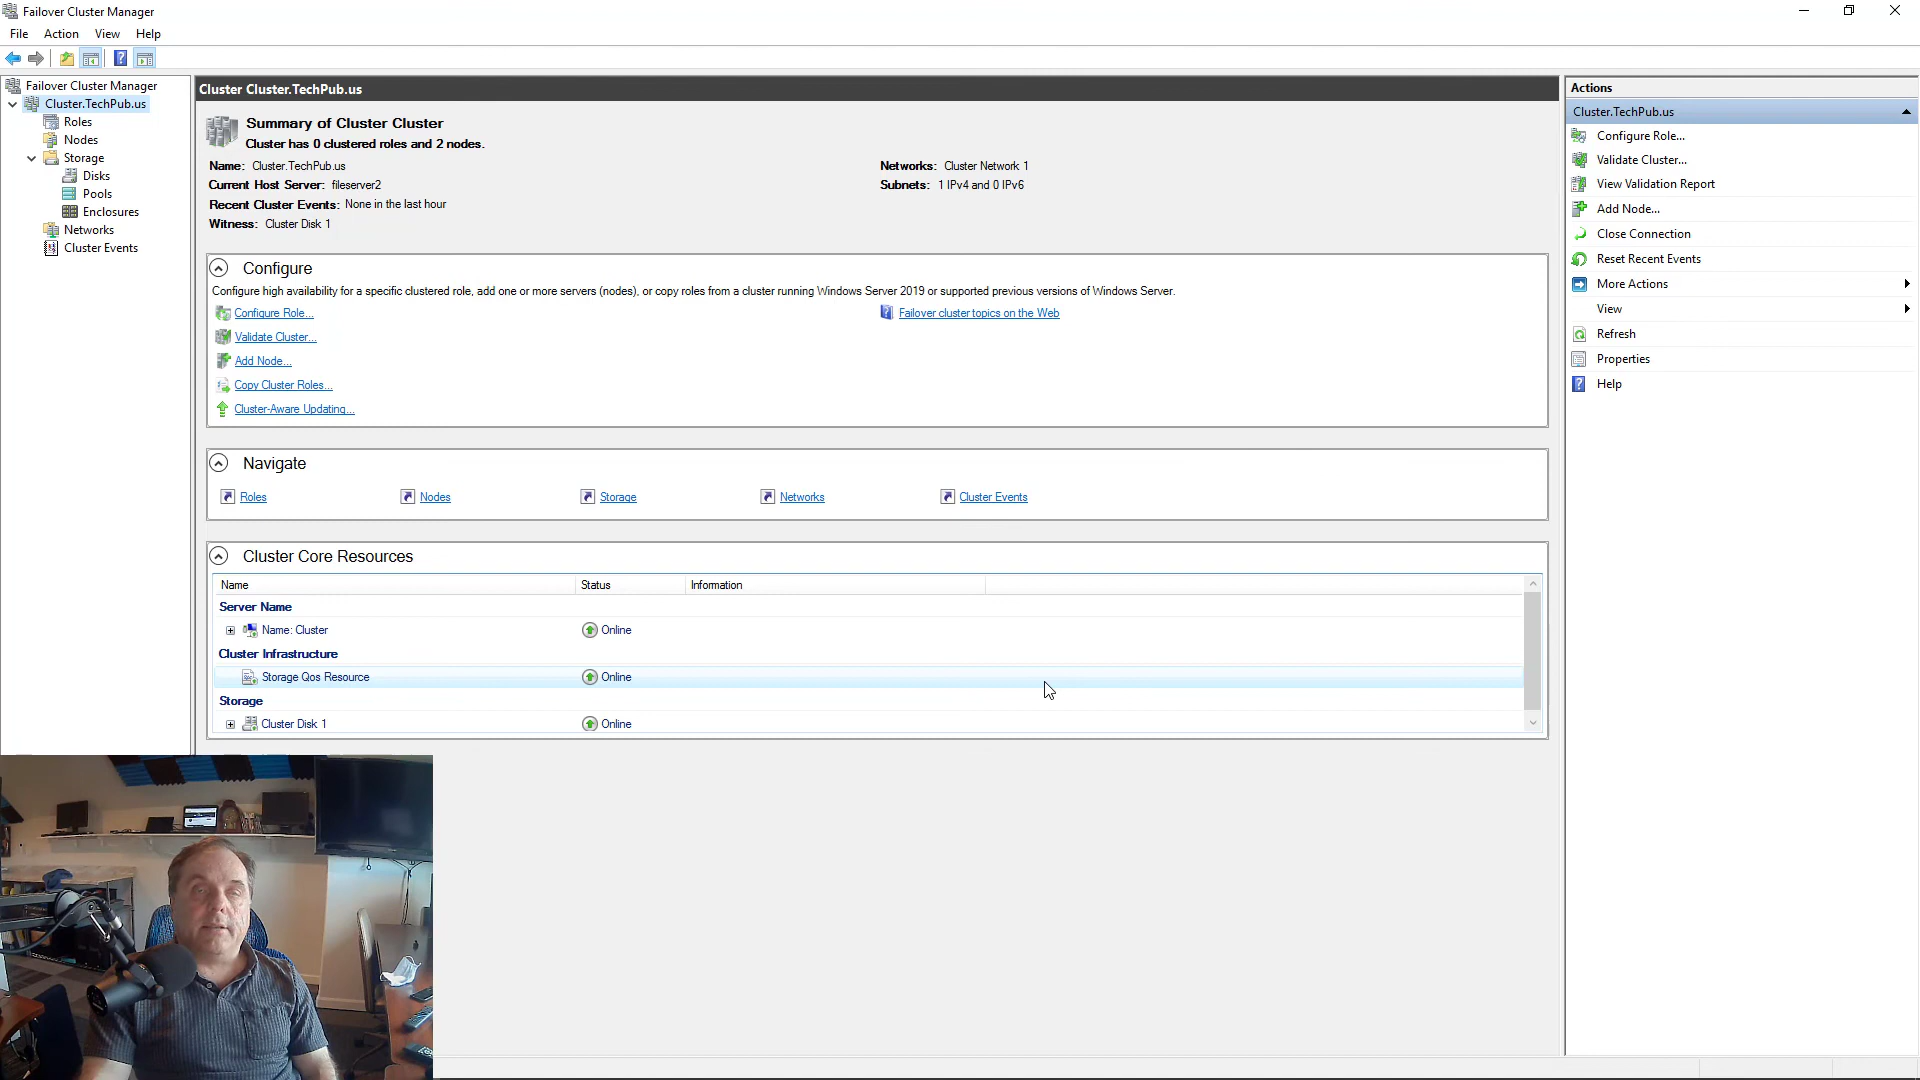 Failover Cluster Manager
File Action View Help
Failover Cluster Manager
Cluster.TechPub.us
Roles
Nodes
Storage
Disks
Pools
Enclosures
Networks
Cluster Events
Cluster Cluster.TechPub.us
Summary of Cluster Cluster
Cluster has 0 clustered roles and 2 nodes.
Name: Cluster.TechPub.us
Networks: Cluster Network 1
Current Host Server: fileserver2
Subnets: 1 IPv4 and 0 IPv6
Recent Cluster Events: None in the last hour
Witness: Cluster Disk 1
Configure
Configure high availability for a specific clustered role, add one or more servers (nodes), or copy roles from a cluster running Windows Server 2019 or supported previous versions of Windows Server.
Configure Role...
Failover cluster topics on the Web
Validate Cluster...
Add Node...
Copy Cluster Roles...
Cluster-Aware Updating...
Navigate
Roles Nodes Storage Networks Cluster Events
Cluster Core Resources
Name Status Information
Server Name
Name: Cluster Online
Cluster Infrastructure
Storage Qos Resource Online
Storage
Cluster Disk 1 Online
Actions
Cluster.TechPub.us
Configure Role...
Validate Cluster...
View Validation Report
Add Node...
Close Connection
Reset Recent Events
More Actions
View
Refresh
Properties
Help